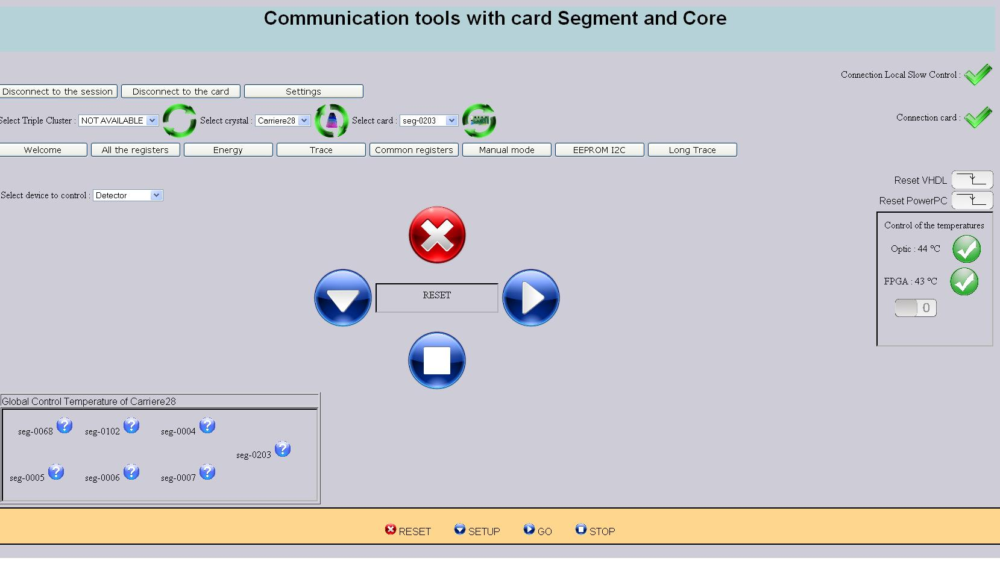 Communication tools with card Segment and Core
Connection Local Slow Control :
Disconnect to the session Disconnect to the card Settings
Select Triple Cluster : NOT AVAILABLE Select crystal : Carriere28 Select card : seg-0203
Connection card :
Welcome All the registers Energy Trace Common registers Manual mode EEPROM I2C Long Trace
Reset VHDL
Select device to control : Detector
Reset PowerPC
Control of the temperatures
Optic : 44 °C
FPGA : 43 °C
RESET
0
Global Control Temperature of Carriere28
seg-0068 ? seg-0102 ? seg-0004 ?
seg-0203 ?
seg-0005 ? seg-0006 ? seg-0007 ?
RESET SETUP GO STOP